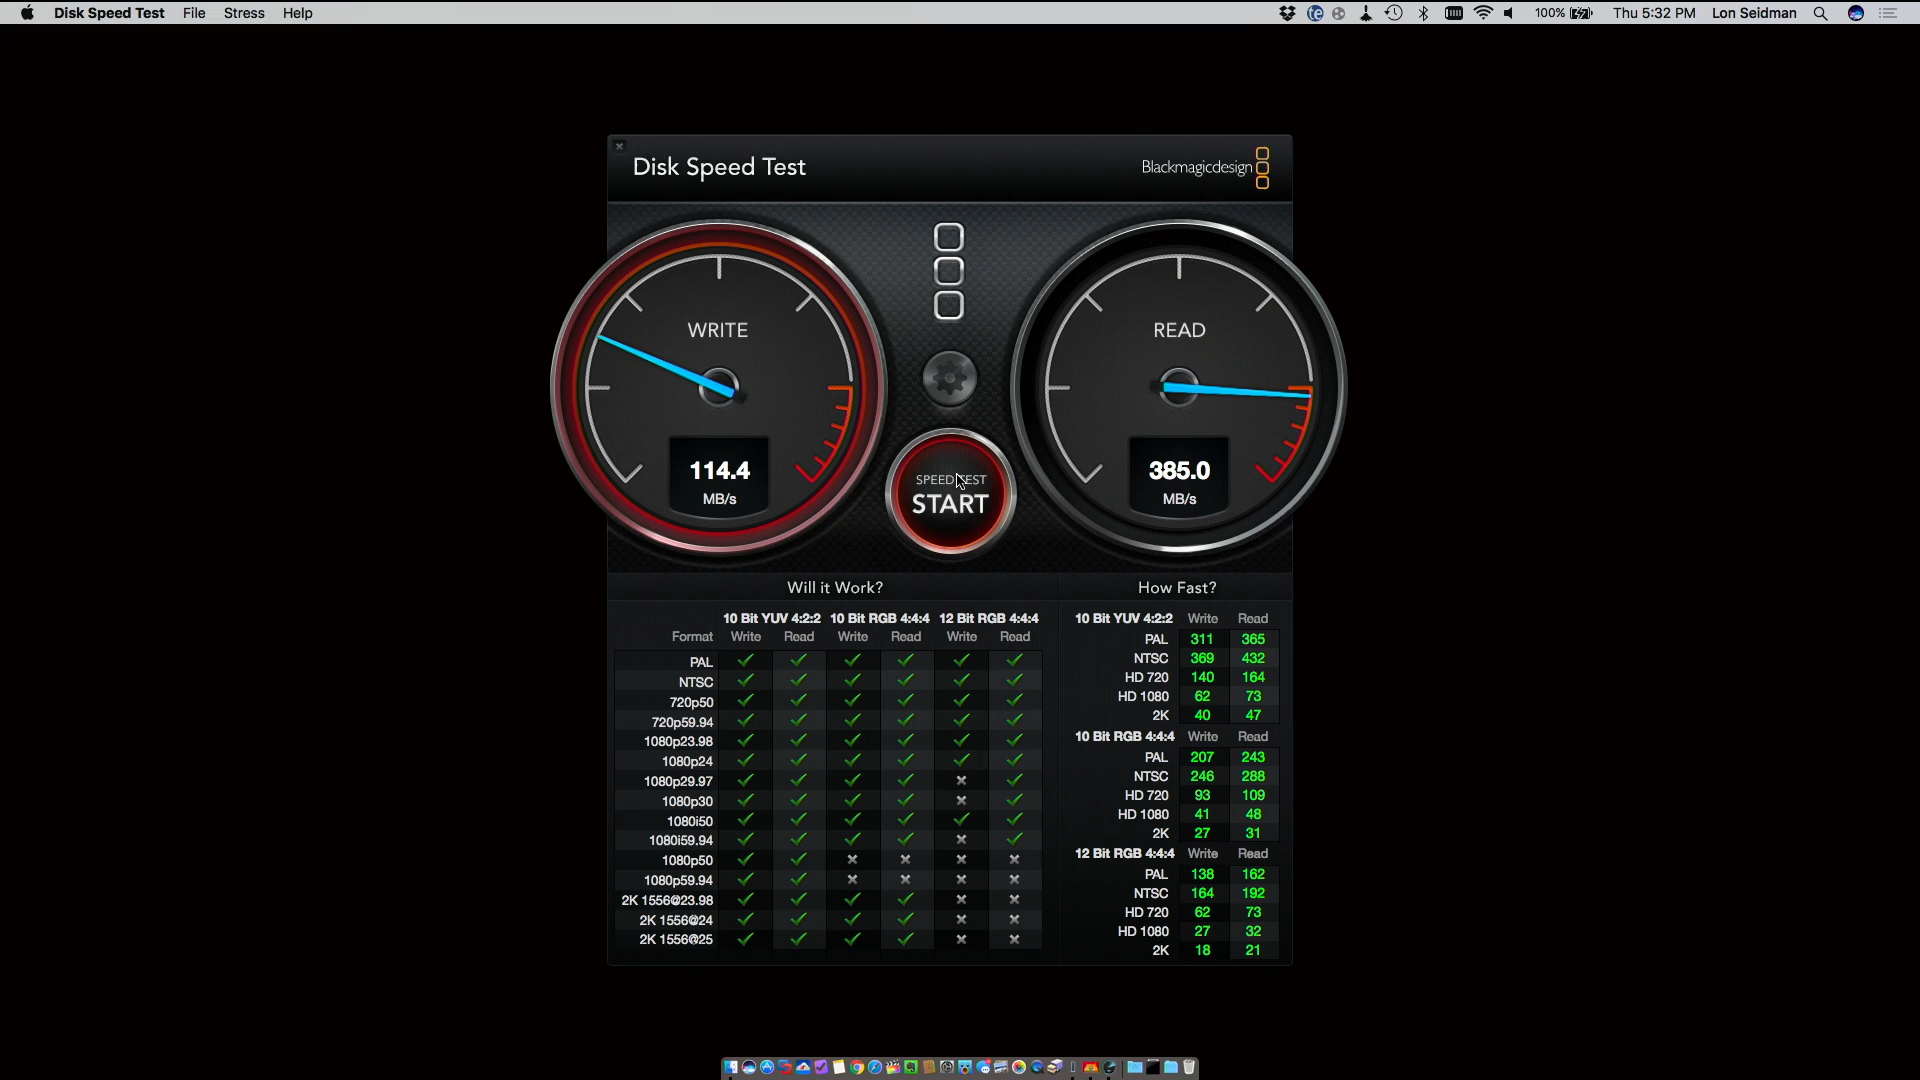 Disk Speed Test File Stress Help 100% Thu 5:32 PM Lon Seidman
Disk Speed Test
Blackmagicdesign
WRITE
READ
114.4
MB/s
SPEED TEST
START
385.0
MB/s
Will it Work?
How Fast?
10 Bit YUV 4:2:2 10 Bit RGB 4:4:4 12 Bit RGB 4:4:4
Format Write Read Write Read Write Read
PAL
NTSC
720p50
720p59.94
1080p23.98
1080p24
1080p29.97
1080p30
1080i50
1080i59.94
1080p50
1080p59.94
2K 1556@23.98
2K 1556@24
2K 1556@25
10 Bit YUV 4:2:2 Write Read
PAL 311 365
NTSC 369 432
HD 720 140 164
HD 1080 62 73
2K 40 47
10 Bit RGB 4:4:4 Write Read
PAL 207 243
NTSC 246 288
HD 720 93 109
HD 1080 41 48
2K 27 31
12 Bit RGB 4:4:4 Write Read
PAL 138 162
NTSC 164 192
HD 720 62 73
HD 1080 27 32
2K 18 21